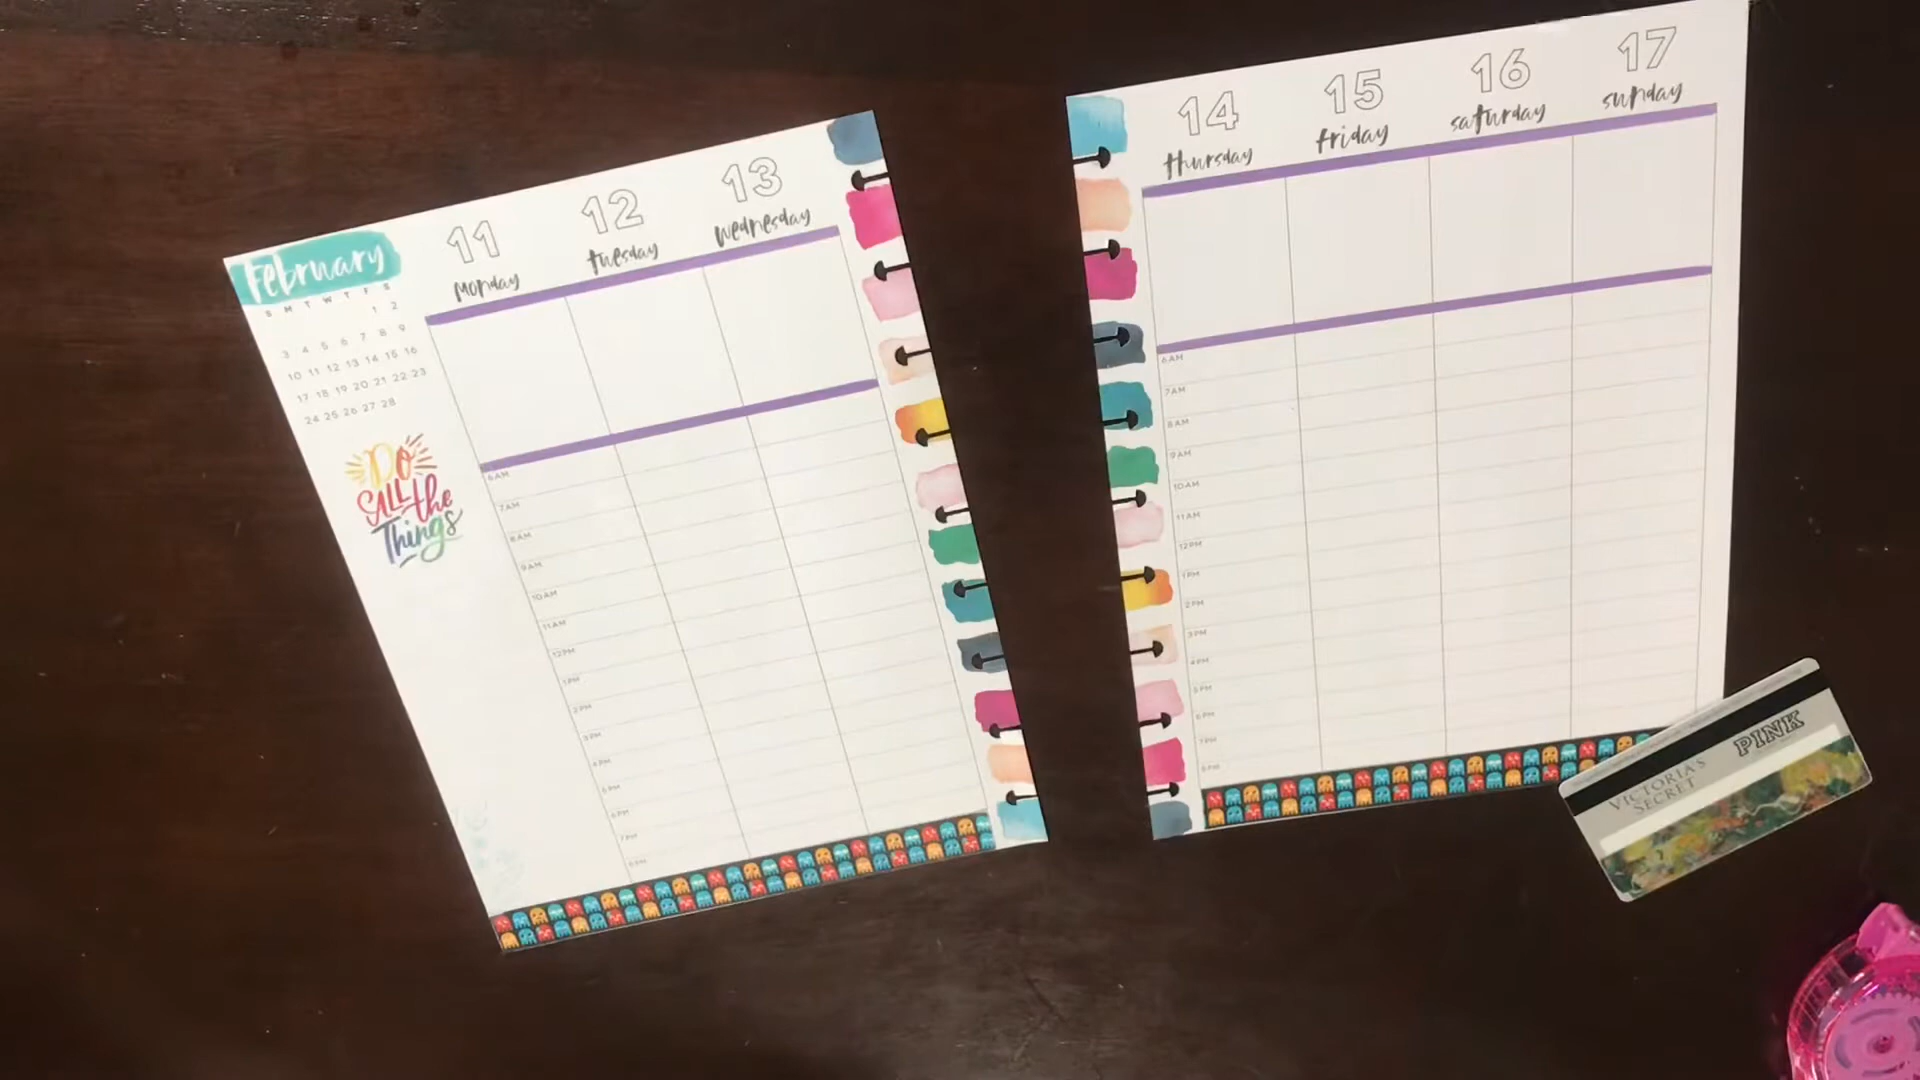 February
S M T W T F S
1 2
3 4 5 6 7 8 9
10 11 12 13 14 15 16
17 18 19 20 21 22 23
24 25 26 27 28
DO
ALL the
Things
11 12 13
Monday tuesday wednesday
6AM
7AM
8AM
9AM
10AM
11AM
12PM
1PM
2PM
3PM
4PM
5PM
6PM
7PM
8PM
14 15 16 17
thursday friday saturday sunday
6AM
7AM
8AM
9AM
10AM
11AM
12PM
1PM
2PM
3PM
4PM
5PM
6PM
7PM
8PM
VICTORIA'S
SECRET
PINK